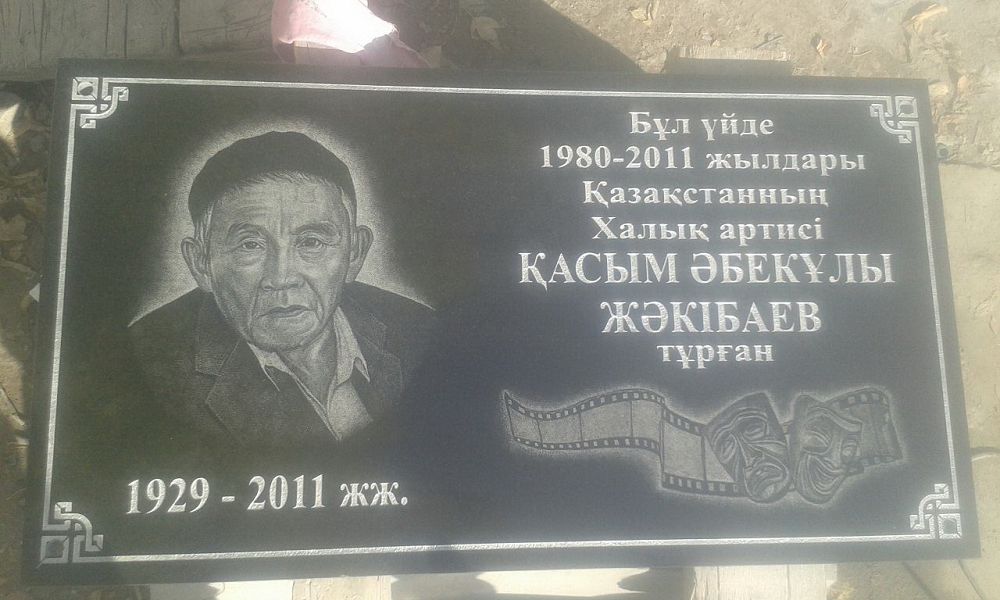 Бұл үйде
1980-2011 жылдары
Қазақстанның
Халық артисі
ҚАСЫМ ӘБЕКҰЛЫ
ЖӘКІБАЕВ
тұрған
1929 - 2011 жж.